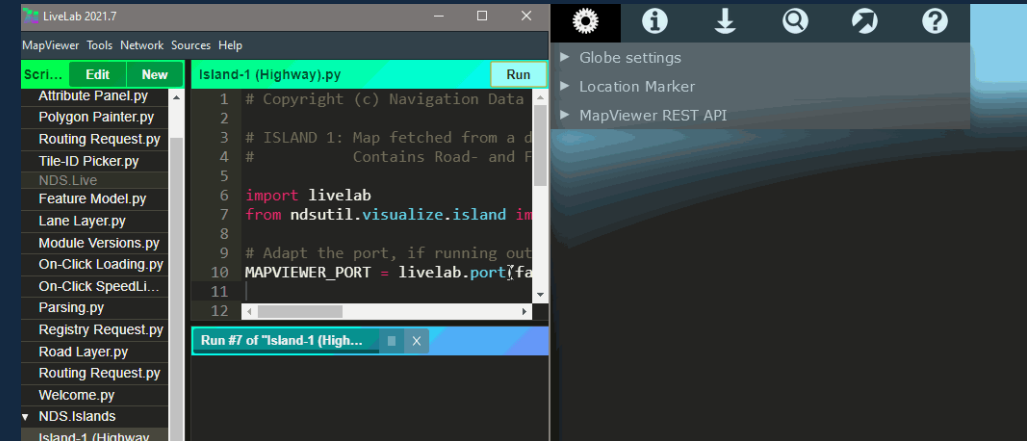 LiveLab 2021.7
MapViewer Tools Network Sources Help
Scri... Edit New
Attribute Panel.py
Polygon Painter.py
Routing Request.py
Tile-ID Picker.py
NDS.Live
Feature Model.py
Lane Layer.py
Module Versions.py
On-Click Loading.py
On-Click SpeedLi...
Parsing.py
Registry Request.py
Road Layer.py
Routing Request.py
Welcome.py
NDS.Islands
Island-1 (Highway
Island-1 (Highway).py Run
1 # Copyright (c) Navigation Data
2
3 # ISLAND 1: Map fetched from a d
4 # Contains Road- and F
5
6 import livelab
7 from ndsutil.visualize.island im
8
9 # Adapt the port, if running out
10 MAPVIEWER_PORT = livelab.port(fa
11
12
Run #7 of "Island-1 (High... X
Globe settings
Location Marker
MapViewer REST API